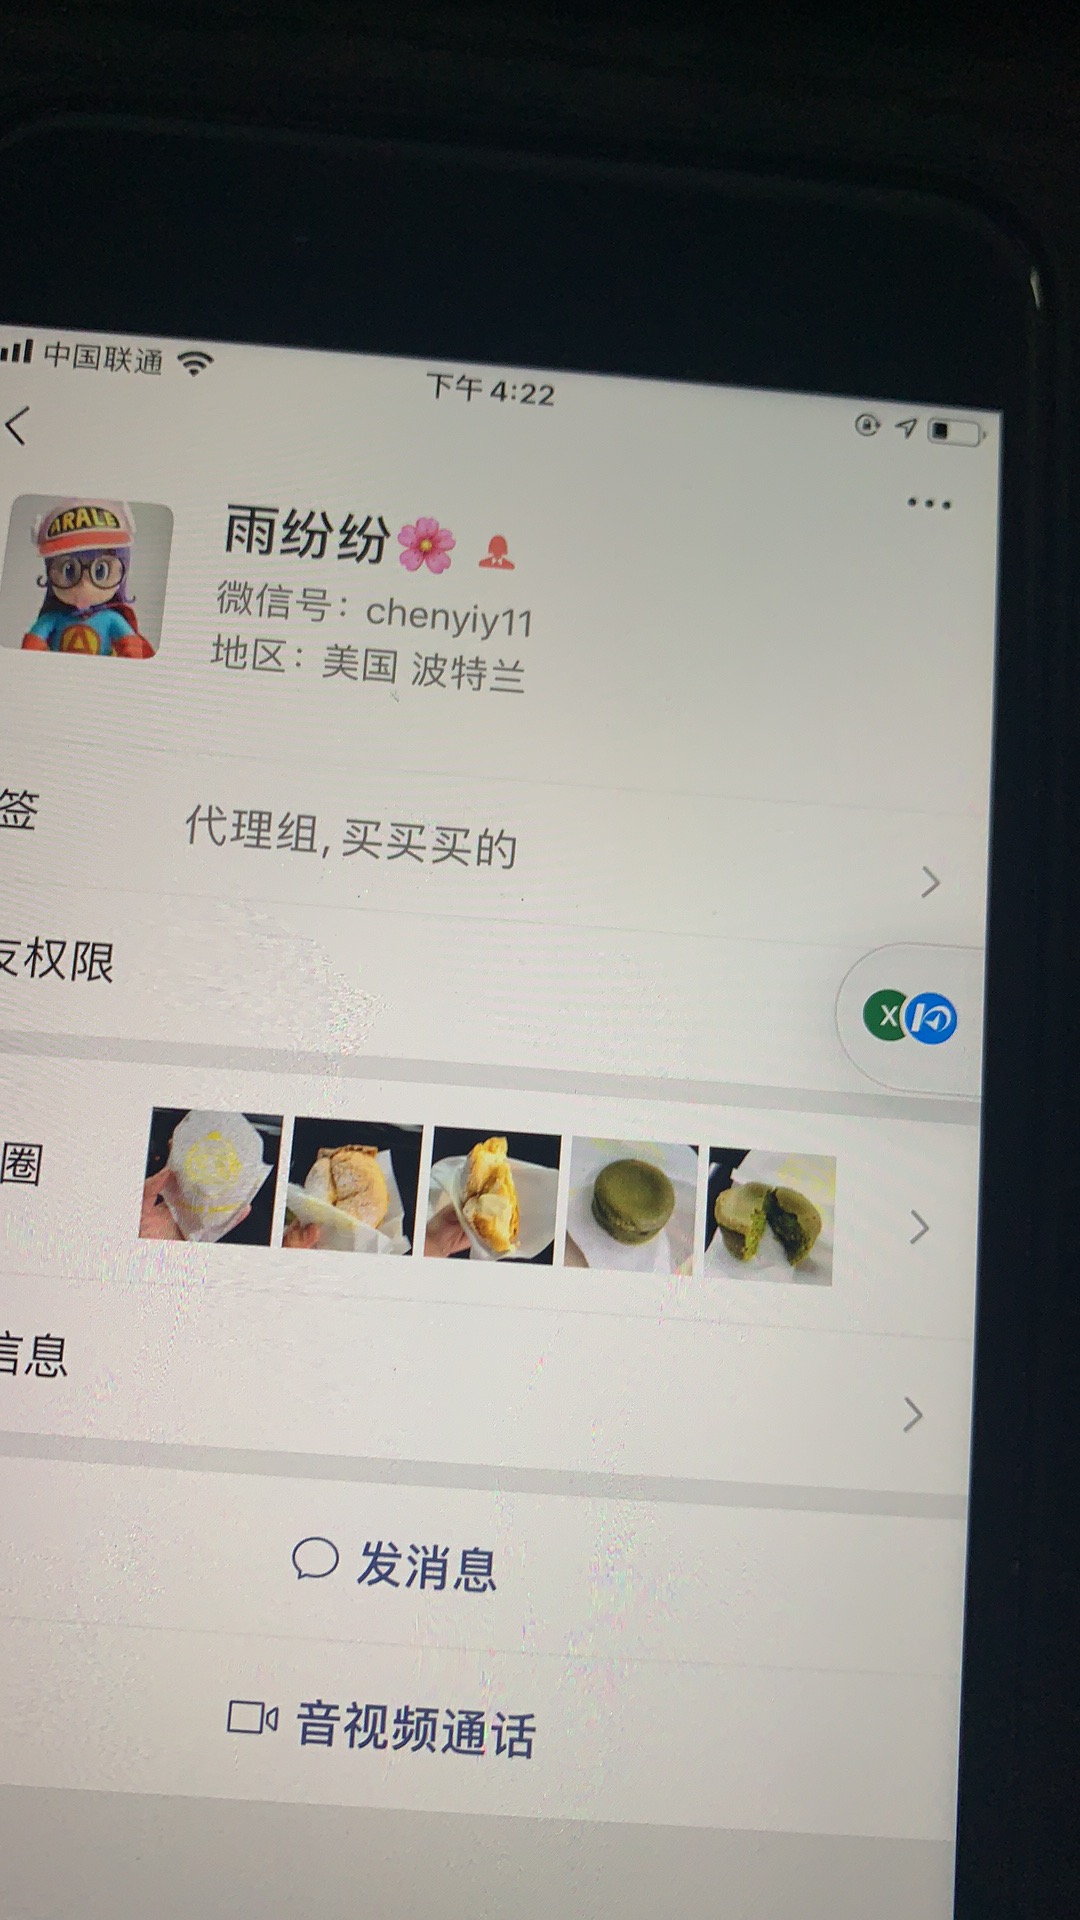 中国联通
下午 4:22
ARALE
雨纷纷🌸
微信号：chenyiy11
地区：美国 波特兰
签
代理组, 买买买的
友权限
X
圈
信息
发消息
音视频通话